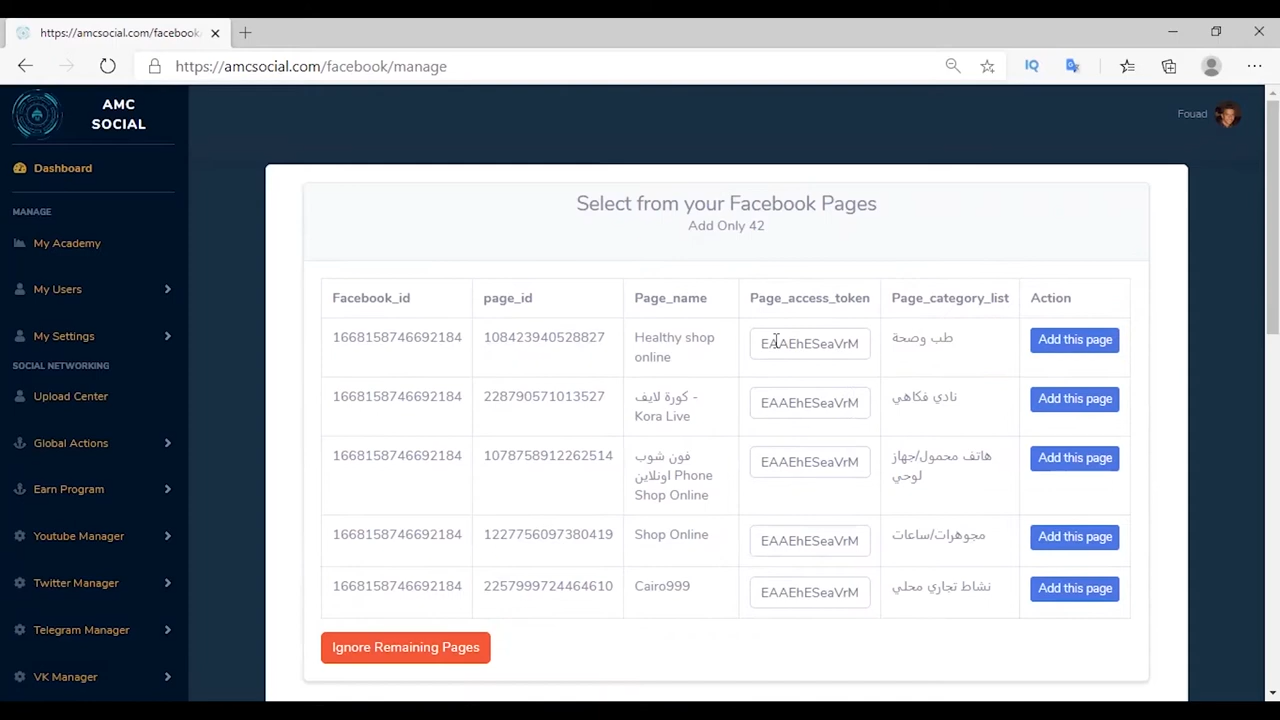 https://amcsocial.com/facebook
https://amcsocial.com/facebook/manage
IQ
AMC
SOCIAL
Fouad
Dashboard
MANAGE
My Academy
My Users
My Settings
SOCIAL NETWORKING
Upload Center
Global Actions
Earn Program
Youtube Manager
Twitter Manager
Telegram Manager
VK Manager
Select from your Facebook Pages
Add Only 42
Facebook_id page_id Page_name Page_access_token Page_category_list Action
1668158746692184 108423940528827 Healthy shop EAAEhESeaVrM طب وصحة Add this page
online
1668158746692184 228790571013527 كورة لايف - EAAEhESeaVrM نادي فكاهي Add this page
Kora Live
1668158746692184 1078758912262514 فون شوب EAAEhESeaVrM هاتف محمول/جهاز Add this page
اونلاين Phone لوحي
Shop Online
1668158746692184 1227756097380419 Shop Online EAAEhESeaVrM مجوهرات/ساعات Add this page
1668158746692184 2257999724464610 Cairo999 EAAEhESeaVrM نشاط تجاري محلي Add this page
Ignore Remaining Pages